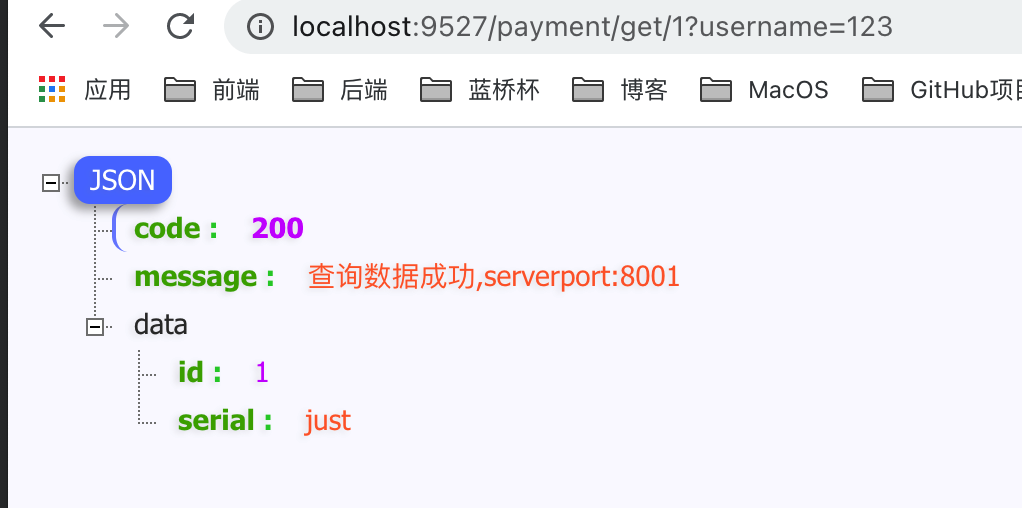 localhost:9527/payment/get/1?username=123
应用 前端 后端 蓝桥杯 博客 MacOS GitHub项目
JSON
code : 200
message : 查询数据成功,serverport:8001
data
id : 1
serial : just